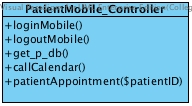 PatientMobile_Controller
+loginMobile()
+logoutMobile()
+get_p_db()
+callCalendar()
+patientAppointment($patientID)